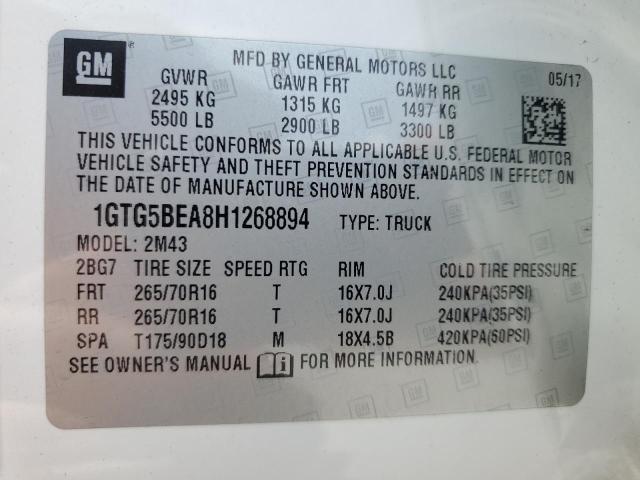 GM
MFD BY GENERAL MOTORS LLC
05/17
GVWR GAWR FRT GAWR RR
2495 KG 1315 KG 1497 KG
5500 LB 2900 LB 3300 LB
THIS VEHICLE CONFORMS TO ALL APPLICABLE U.S. FEDERAL MOTOR
VEHICLE SAFETY AND THEFT PREVENTION STANDARDS IN EFFECT ON
THE DATE OF MANUFACTURE SHOWN ABOVE.
1GTG5BEA8H1268894 TYPE: TRUCK
MODEL: 2M43
2BG7 TIRE SIZE SPEED RTG RIM COLD TIRE PRESSURE
FRT 265/70R16 T 16X7.0J 240KPA(35PSI)
RR 265/70R16 T 16X7.0J 240KPA(35PSI)
SPA T175/90D18 M 18X4.5B 420KPA(60PSI)
SEE OWNER'S MANUAL FOR MORE INFORMATION.